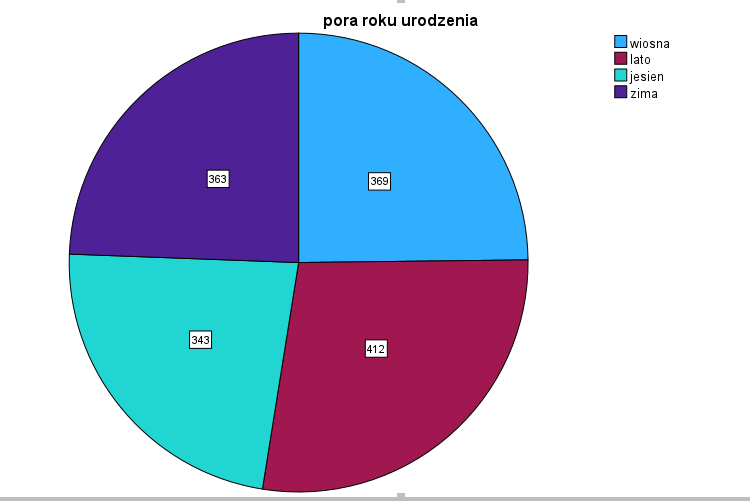 pora roku urodzenia
wiosna
lato
jesien
zima
363
369
343
412